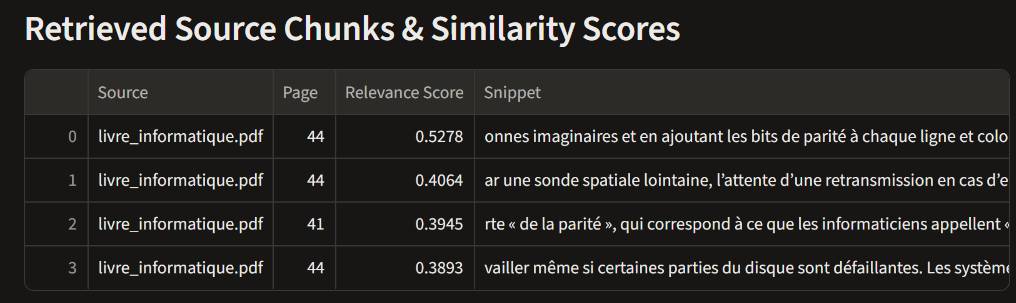 Retrieved Source Chunks & Similarity Scores
Source Page Relevance Score Snippet
0 livre_informatique.pdf 44 0.5278 onnes imaginaires et en ajoutant les bits de parité à chaque ligne et colo
1 livre_informatique.pdf 44 0.4064 ar une sonde spatiale lointaine, l’attente d’une retransmission en cas d’e
2 livre_informatique.pdf 41 0.3945 rte « de la parité », qui correspond à ce que les informaticiens appellent «
3 livre_informatique.pdf 44 0.3893 vailler même si certaines parties du disque sont défaillantes. Les système